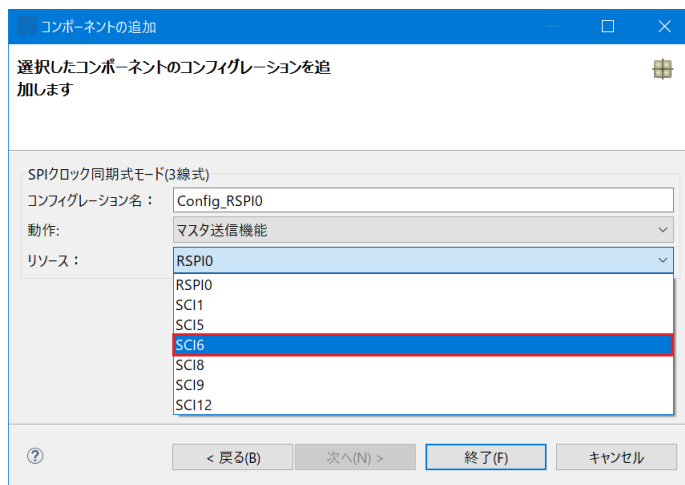 コンポーネントの追加
選択したコンポーネントのコンフィグレーションを追
加します
SPIクロック同期式モード(3線式)
コンフィグレーション名： Config_RSPI0
動作: マスタ送信機能
リソース： RSPI0
RSPI0
SCI1
SCI5
SCI6
SCI8
SCI9
SCI12
< 戻る(B) 次へ(N) > 終了(F) キャンセル